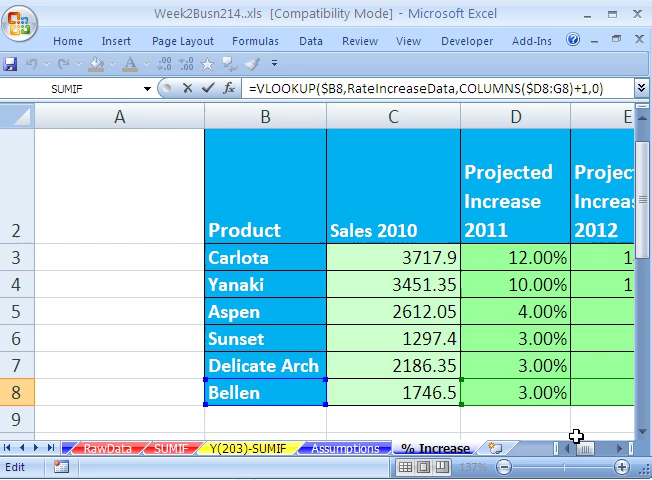 Week2Busn214..xls [Compatibility Mode] - Microsoft Excel
Home Insert Page Layout Formulas Data Review View Developer Add-Ins
SUMIF fx =VLOOKUP($B8,RateIncreaseData,COLUMNS($D8:G8)+1,0)
A B C D E
Projected Projec
Increase Increa
2 Product Sales 2010 2011 2012
3 Carlota 3717.9 12.00% 1
4 Yanaki 3451.35 10.00% 1
5 Aspen 2612.05 4.00%
6 Sunset 1297.4 3.00%
7 Delicate Arch 2186.35 3.00%
8 Bellen 1746.5 3.00%
9
RawData SUMIF Y(203)-SUMIF Assumptions % Increase
Edit 137%